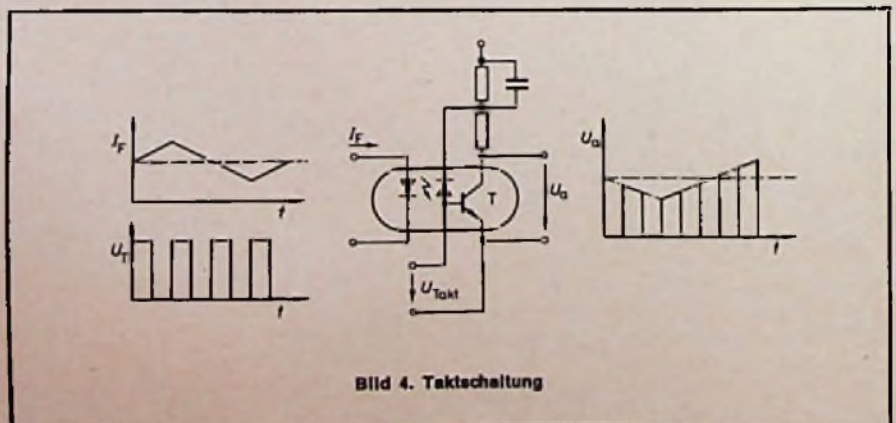 I_F
t
U_T
t
I_F
T
U_a
U_Takt
U_a
t
Bild 4. Taktschaltung